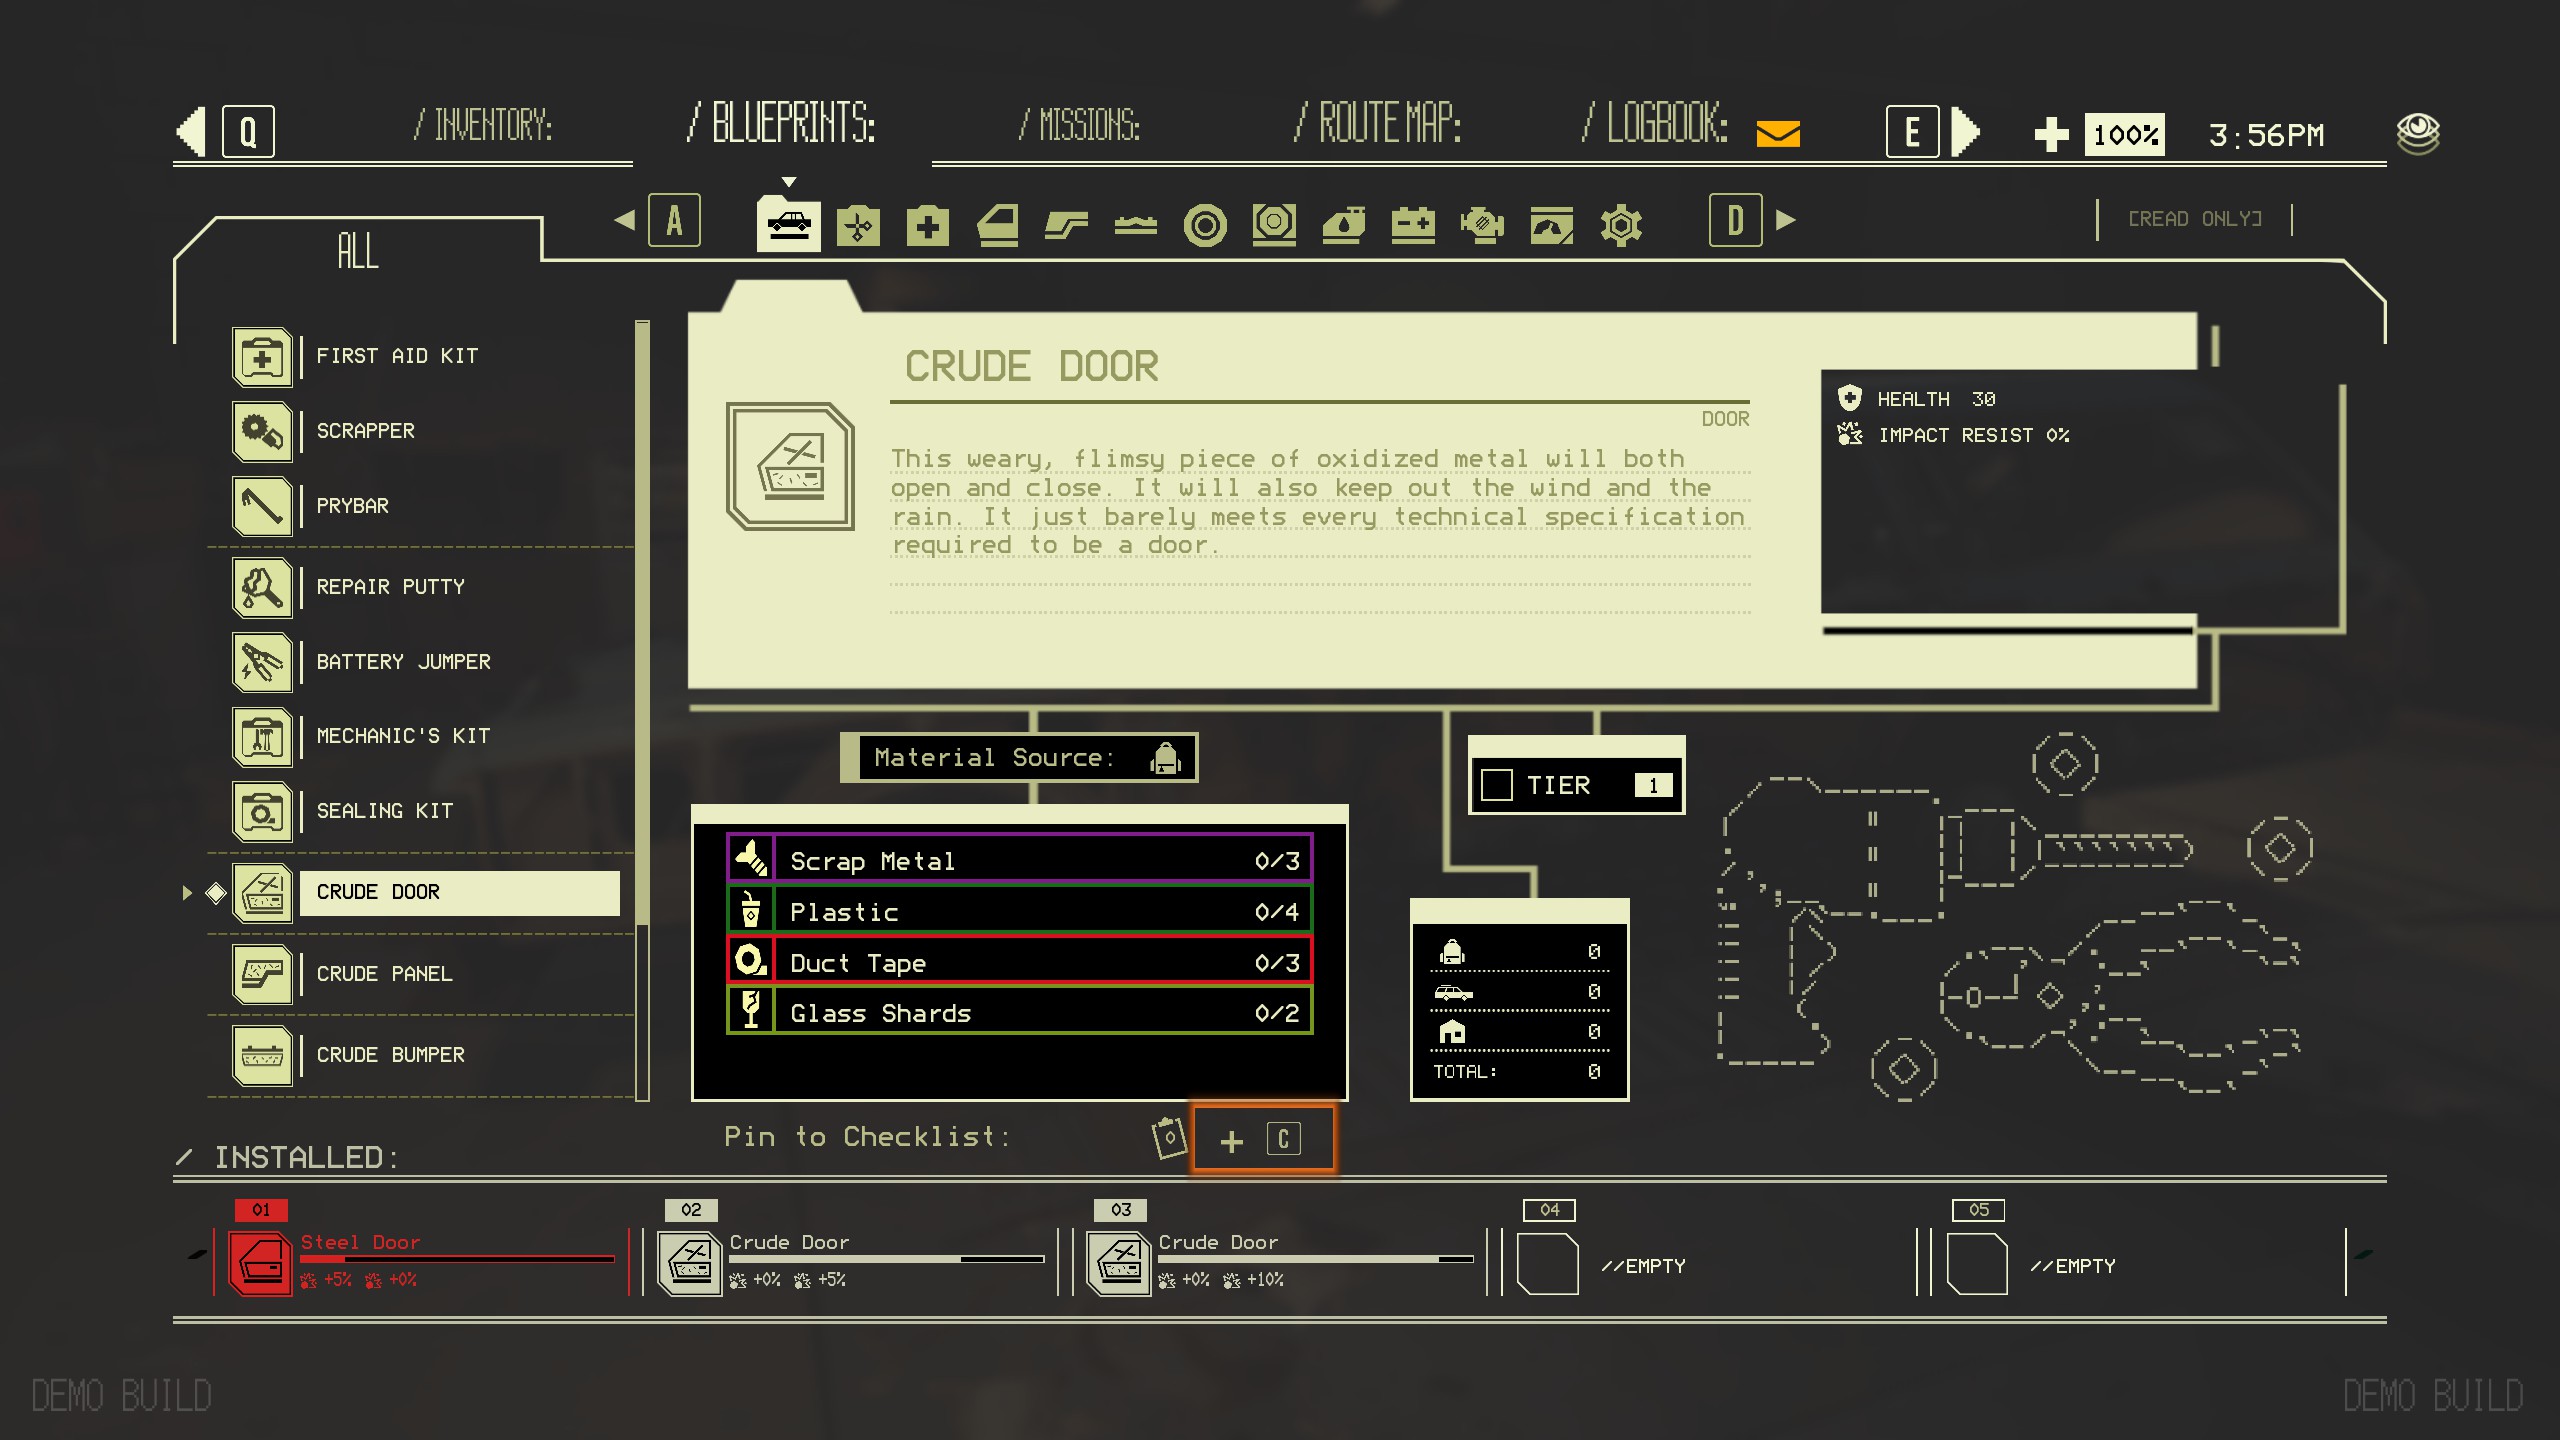 Q
/ INVENTORY:
/ BLUEPRINTS:
/ MISSIONS:
/ ROUTE MAP:
/ LOGBOOK:
E
100%
3:56PM
ALL
A
D
[READ ONLY]
FIRST AID KIT
SCRAPPER
PRYBAR
REPAIR PUTTY
BATTERY JUMPER
MECHANIC'S KIT
SEALING KIT
CRUDE DOOR
CRUDE PANEL
CRUDE BUMPER
CRUDE DOOR
DOOR
This weary, flimsy piece of oxidized metal will both
open and close. It will also keep out the wind and the
rain. It just barely meets every technical specification
required to be a door.
HEALTH 30
IMPACT RESIST 0%
Material Source:
Scrap Metal 0/3
Plastic 0/4
Duct Tape 0/3
Glass Shards 0/2
TIER 1
0
0
0
TOTAL: 0
Pin to Checklist: + C
/ INSTALLED:
01
Steel Door
+5% +0%
02
Crude Door
+0% +5%
03
Crude Door
+0% +10%
04
//EMPTY
05
//EMPTY
DEMO BUILD
DEMO BUILD